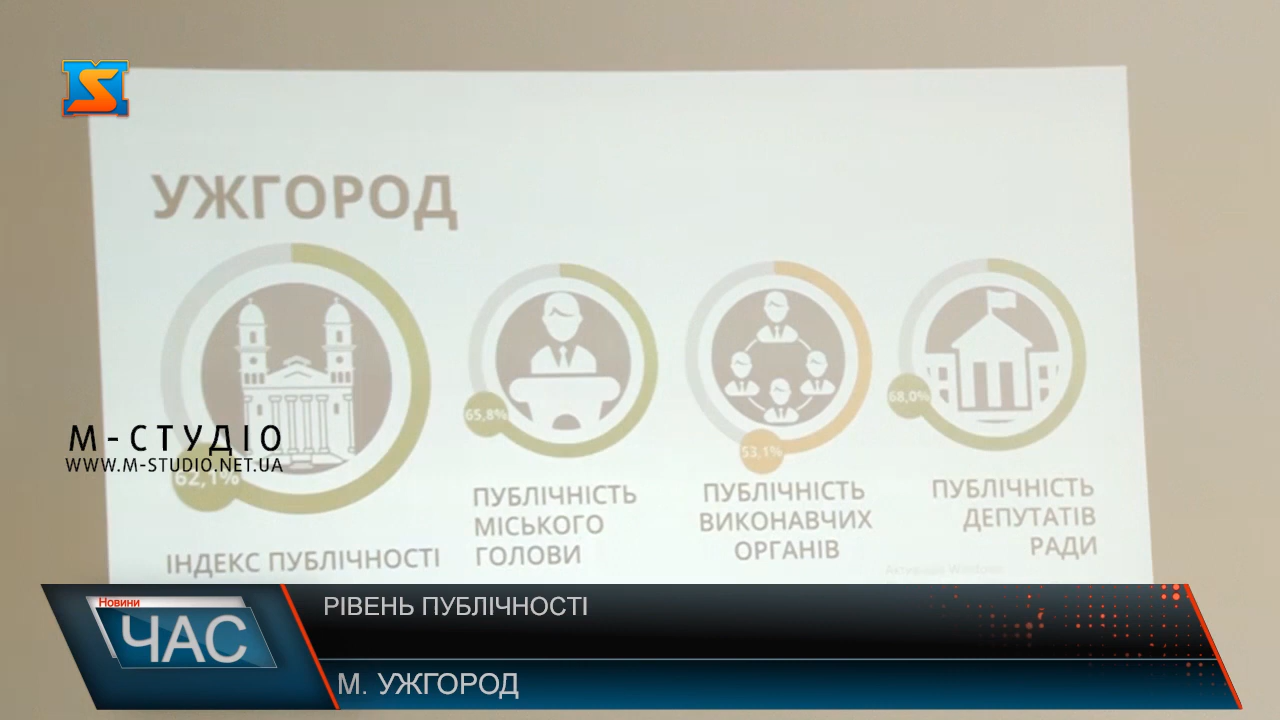 УЖГОРОД
65,8%
53,1%
68,0%
М-СТУДІО
WWW.M-STUDIO.NET.UA
62,1%
ІНДЕКС ПУБЛІЧНОСТІ
ПУБЛІЧНІСТЬ
МІСЬКОГО
ГОЛОВИ
ПУБЛІЧНІСТЬ
ВИКОНАВЧИХ
ОРГАНІВ
ПУБЛІЧНІСТЬ
ДЕПУТАТІВ
РАДИ
Новини
ЧАС
РІВЕНЬ ПУБЛІЧНОСТІ
М. УЖГОРОД